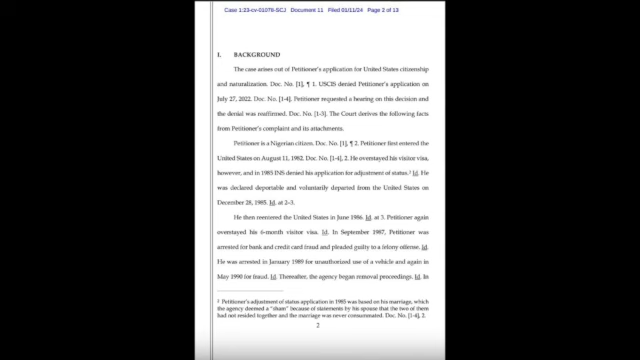 Case 1:23-cv-01078-SCJ Document 11 Filed 01/11/24 Page 2 of 13
I. BACKGROUND
The case arises out of Petitioner's application for United States citizenship
and naturalization. Doc. No. [1], ¶ 1. USCIS denied Petitioner's application on
July 27, 2022. Doc. No. [1-4]. Petitioner requested a hearing on this decision and
the denial was reaffirmed. Doc. No. [1-3]. The Court derives the following facts
from Petitioner's complaint and its attachments.
Petitioner is a Nigerian citizen. Doc. No. [1], ¶ 2. Petitioner first entered the
United States on August 11, 1982. Doc. No. [1-4], 2. He overstayed his visitor visa,
however, and in 1985 INS denied his application for adjustment of status.² Id. He
was declared deportable and voluntarily departed from the United States on
December 28, 1985. Id. at 2–3.
He then reentered the United States in June 1986. Id. at 3. Petitioner again
overstayed his 6-month visitor visa. Id. In September 1987, Petitioner was
arrested for bank and credit card fraud and pleaded guilty to a felony offense. Id.
He was arrested in January 1989 for unauthorized use of a vehicle and again in
May 1990 for fraud. Id. Thereafter, the agency began removal proceedings. Id. In
² Petitioner's adjustment of status application in 1985 was based on his marriage, which
the agency deemed a "sham" because of statements by his spouse that the two of them
had not resided together and the marriage was never consummated. Doc. No. [1-4], 2.
2